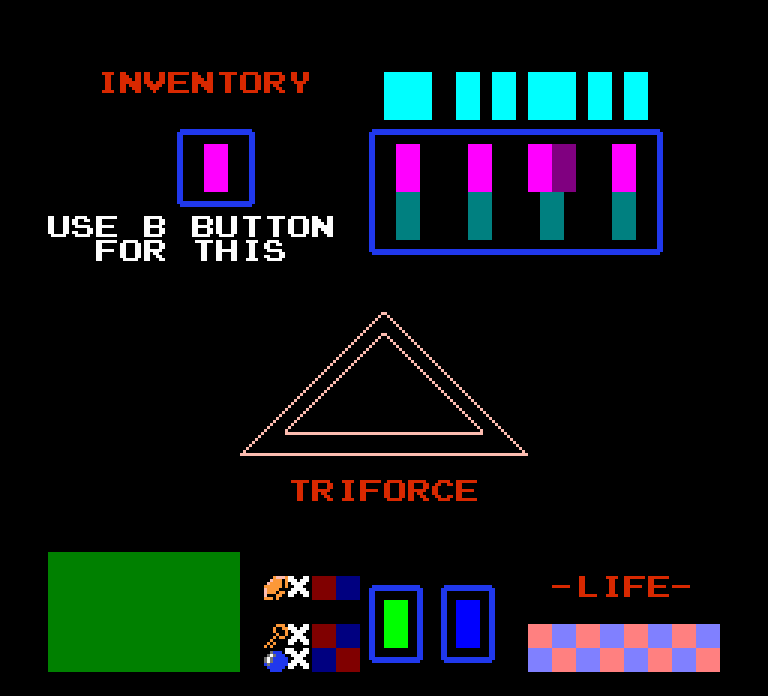 INVENTORY
USE B BUTTON
FOR THIS
TRIFORCE
X
-LIFE-
X
X